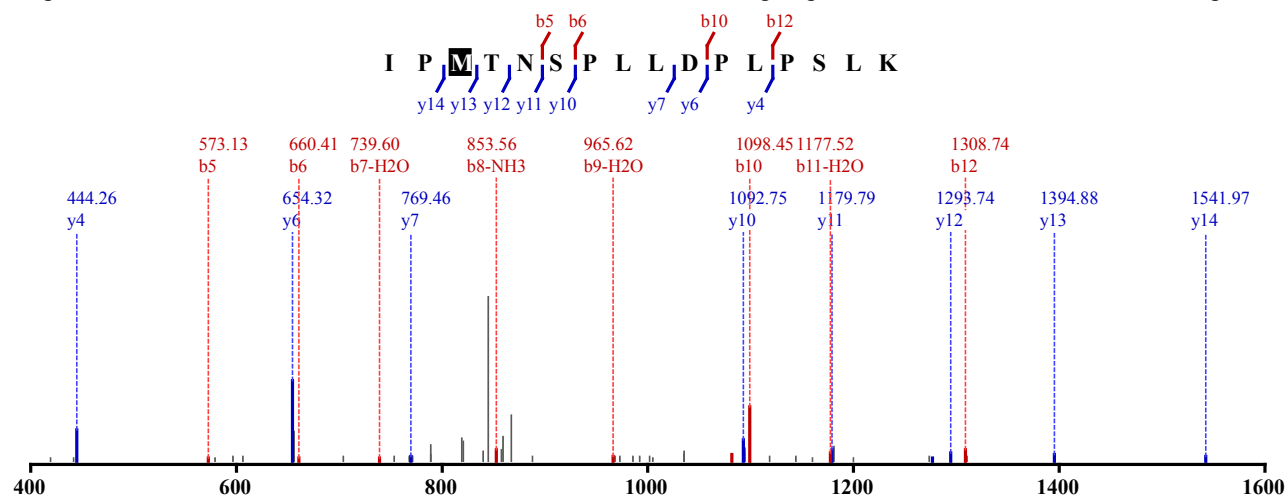 b5 b6 b10 b12
I P M T N S P L L D P L P S L K
y14 y13 y12 y11 y10 y7 y6 y4
573.13 660.41 739.60 853.56 965.62 1098.45 1177.52 1308.74
b5 b6 b7-H2O b8-NH3 b9-H2O b10 b11-H2O b12
444.26 654.32 769.46 1092.75 1179.79 1293.74 1394.88 1541.97
y4 y6 y7 y10 y11 y12 y13 y14
400 600 800 1000 1200 1400 1600